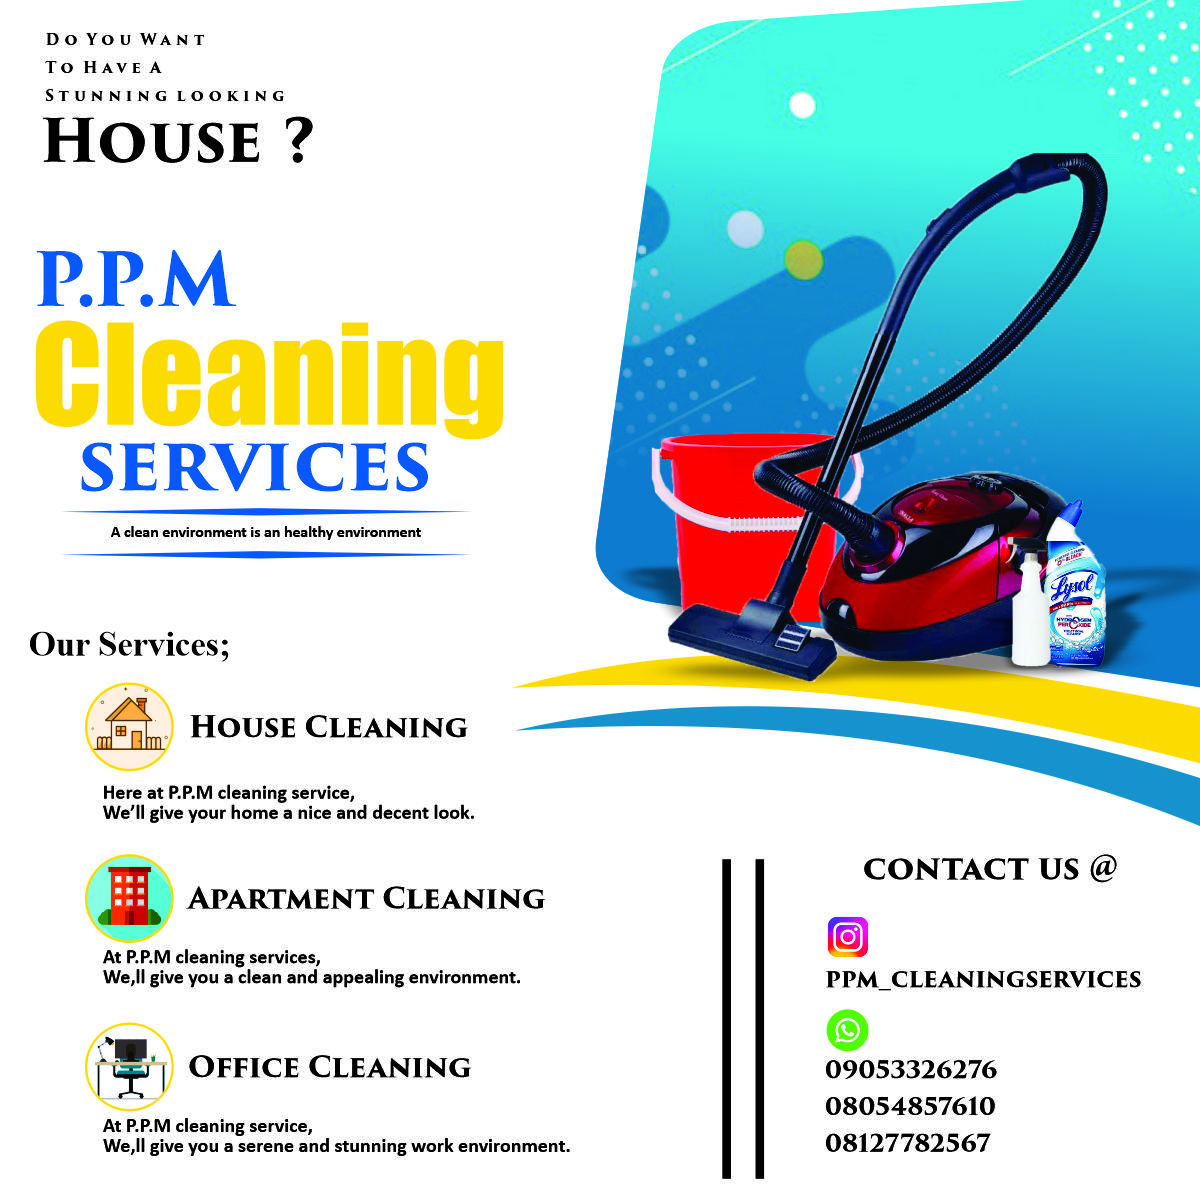 Do You Want
To Have A
Stunning looking
House ?
P.P.M
Cleaning
SERVICES
A clean environment is an healthy environment
Our Services;
House Cleaning
Here at P.P.M cleaning service,
We'll give your home a nice and decent look.
Apartment Cleaning
At P.P.M cleaning services,
We,ll give you a clean and appealing environment.
Office Cleaning
At P.P.M cleaning service,
We,ll give you a serene and stunning work environment.
Lysol
HYDROGEN
PEROXIDE
CONTACT US @
PPM_CLEANINGSERVICES
09053326276
08054857610
08127782567